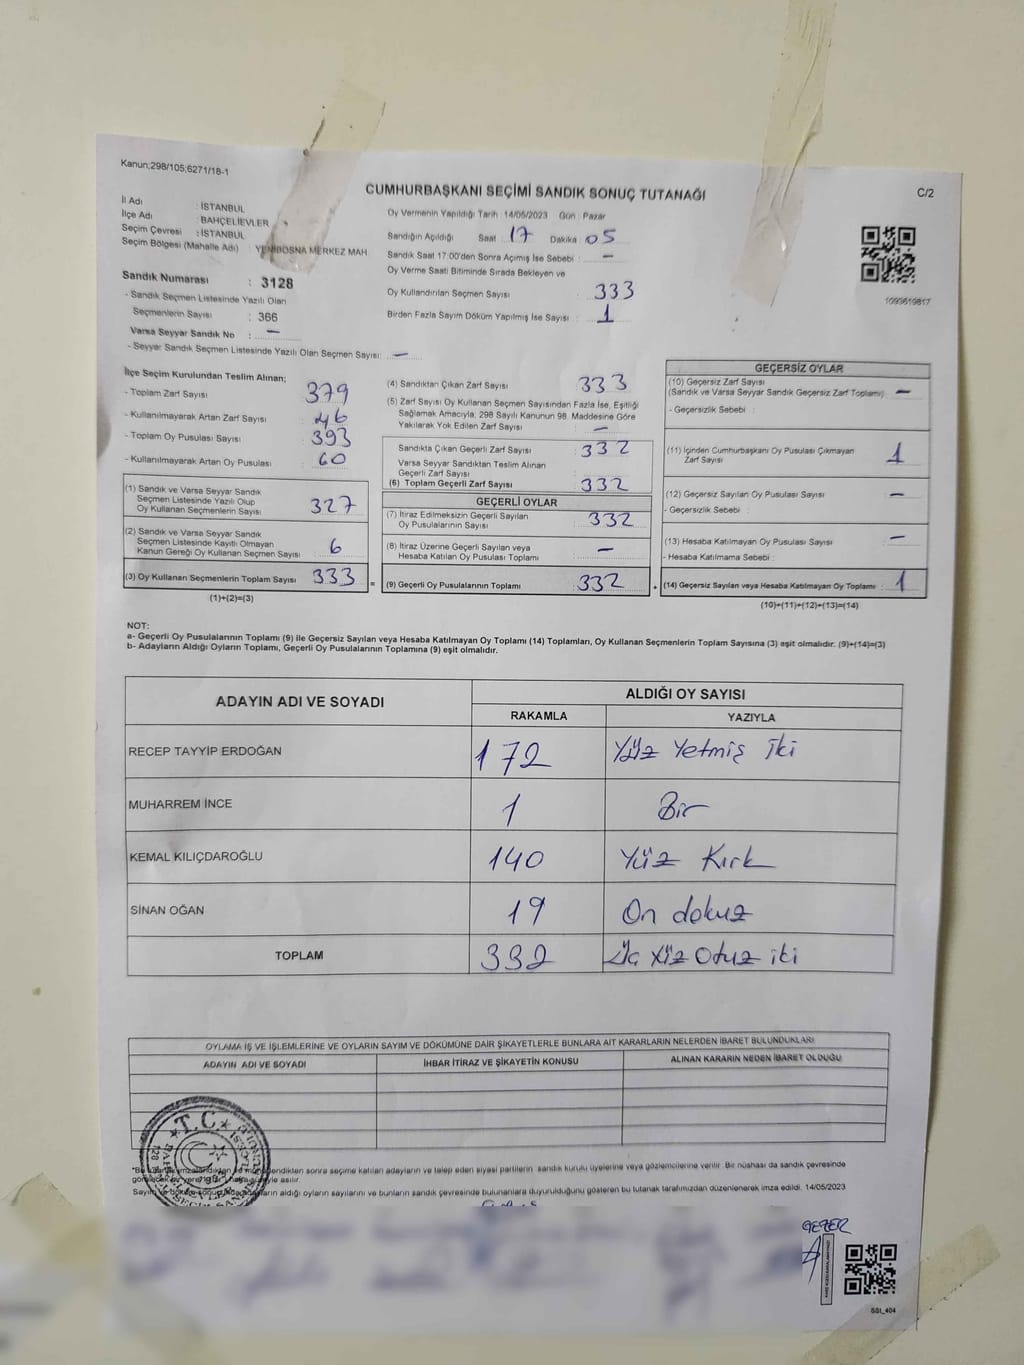 Kanun;298/105;6271/18-1
CUMHURBAŞKANI SEÇİMİ SANDIK SONUÇ TUTANAĞI
C/2
İl Adı : İSTANBUL
İlçe Adı BAHÇELİEVLER
Seçim Çevresi : İSTANBUL
Seçim Bölgesi (Mahalle Adı) : YENİBOSNA MERKEZ MAH
Sandık Numarası : 3128
- Sandık Seçmen Listesinde Yazılı Olan
Seçmenlerin Sayısı : 366
Varsa Seyyar Sandık No : —
- Seyyar Sandık Seçmen Listesinde Yazılı Olan Seçmen Sayısı: —
Oy Vermenin Yapıldığı Tarih : 14/05/2023 Gün : Pazar
Sandığın Açıldığı Saat 17 Dakika 05
Sandık Saat 17:00'den Sonra Açımış İse Sebebi : —
Oy Verme Saati Bitiminde Sırada Bekleyen ve
Oy Kullandırılan Seçmen Sayısı 333
Birden Fazla Sayım Döküm Yapılmış İse Sayısı : 1
1093619817
İlçe Seçim Kurulundan Teslim Alınan;
- Toplam Zarf Sayısı 379
- Kullanılmayarak Artan Zarf Sayısı : 46
- Toplam Oy Pusulası Sayısı : 393
- Kullanılmayarak Artan Oy Pusulası : 60
(1) Sandık ve Varsa Seyyar Sandık
Seçmen Listesinde Yazılı Olup
Oy Kullanan Seçmenlerin Sayısı : 327
(2) Sandık ve Varsa Seyyar Sandık
Seçmen Listesinde Kayıtlı Olmayan
Kanun Gereği Oy Kullanan Seçmen Sayısı : 6
(3) Oy Kullanan Seçmenlerin Toplam Sayısı : 333 =
(1)+(2)=(3)
(4) Sandıktan Çıkan Zarf Sayısı : 333
(5) Zarf Sayısı Oy Kullanan Seçmen Sayısından Fazla İse, Eşitliği
Sağlamak Amacıyla; 298 Sayılı Kanunun 98. Maddesine Göre
Yakılarak Yok Edilen Zarf Sayısı : —
Sandıkta Çıkan Geçerli Zarf Sayısı : 332
Varsa Seyyar Sandıktan Teslim Alınan
Geçerli Zarf Sayısı
(6) Toplam Geçerli Zarf Sayısı : 332
GEÇERLİ OYLAR
(7) İtiraz Edilmeksizin Geçerli Sayılan
Oy Pusulalarının Sayısı : 332
(8) İtiraz Üzerine Geçerli Sayılan veya
Hesaba Katılan Oy Pusulası Toplamı : —
(9) Geçerli Oy Pusulalarının Toplamı : 332 +
GEÇERSİZ OYLAR
(10) Geçersiz Zarf Sayısı
(Sandık ve Varsa Seyyar Sandık Geçersiz Zarf Toplamı) : —
- Geçersizlik Sebebi :
(11) İçinden Cumhurbaşkanı Oy Pusulası Çıkmayan
Zarf Sayısı : 1
(12) Geçersiz Sayılan Oy Pusulası Sayısı : —
- Geçersizlik Sebebi :
(13) Hesaba Katılmayan Oy Pusulası Sayısı : —
- Hesaba Katılmama Sebebi :
(14) Geçersiz Sayılan veya Hesaba Katılmayan Oy Toplamı : 1
(10)+(11)+(12)+(13)=(14)
NOT:
a- Geçerli Oy Pusulalarının Toplamı (9) ile Geçersiz Sayılan veya Hesaba Katılmayan Oy Toplamı (14) Toplamları, Oy Kullanan Seçmenlerin Toplam Sayısına (3) eşit olmalıdır. (9)+(14)=(3)
b- Adayların Aldığı Oyların Toplamı, Geçerli Oy Pusulalarının Toplamına (9) eşit olmalıdır.
ADAYIN ADI VE SOYADI
ALDIĞI OY SAYISI
RAKAMLA YAZIYLA
RECEP TAYYİP ERDOĞAN 172 Yüz Yetmiş iki
MUHARREM İNCE 1 Bir
KEMAL KILIÇDAROĞLU 140 Yüz Kırk
SİNAN OĞAN 19 On dokuz
TOPLAM 332 Üç Yüz Otuz iki
OYLAMA İŞ VE İŞLEMLERİNE VE OYLARIN SAYIM VE DÖKÜMÜNE DAİR ŞİKAYETLERLE BUNLARA AİT KARARLARIN NELERDEN İBARET BULUNDUKLARI
ADAYIN ADI VE SOYADI İHBAR İTİRAZ VE ŞİKAYETİN KONUSU ALINAN KARARIN NEDEN İBARET OLDUĞU
★ T.C. ★
sonra seçime katılan adayların ve talep eden siyasi partilerin sandık kurulu üyelerine veya gözlemcilerine verilir. Bir nüshası da sandık çevresinde
asılır.
aldığı oyların sayılarını ve bunların sandık çevresinde bulunanlara duyurulduğunu gösteren bu tutanak tarafımızdan düzenlenerek imza edildi. 14/05/2023
GEZER
SSI_404